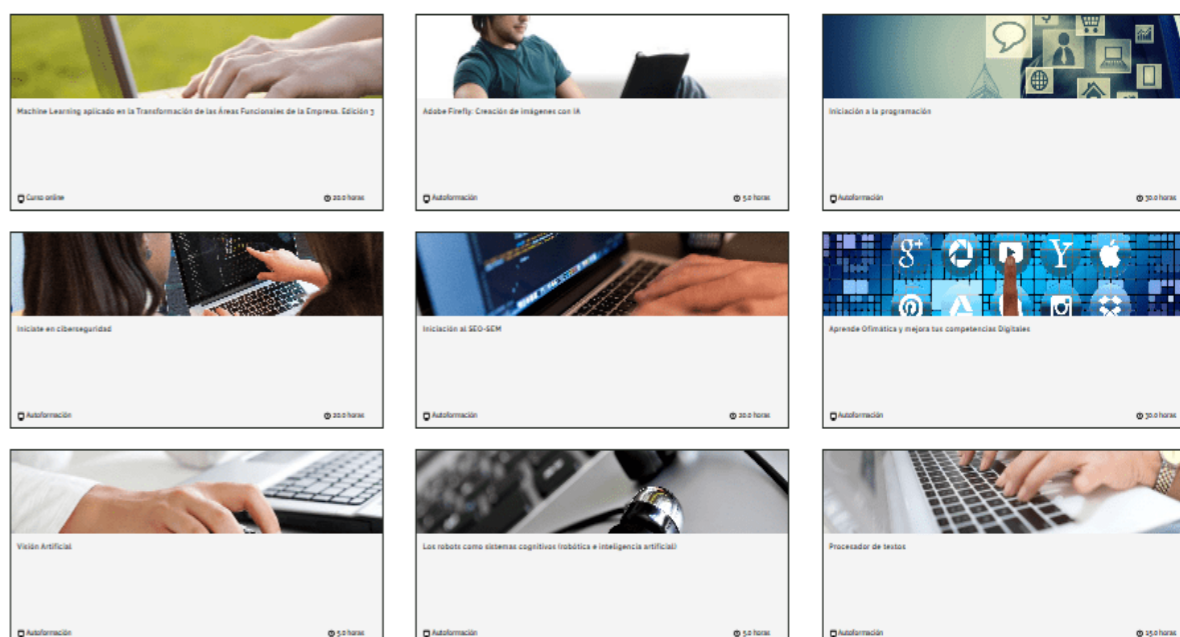 Machine Learning aplicado en la Transformación de las Áreas Funcionales de la Empresa. Edición 3
Curso online
20.0 horas
Adobe Firefly: Creación de imágenes con IA
Autoformación
5.0 horas
Iniciación a la programación
Autoformación
30.0 horas
Iníciate en ciberseguridad
Autoformación
20.0 horas
Iniciación al SEO-SEM
Autoformación
20.0 horas
g+
Y
Aprende Ofimática y mejora tus competencias Digitales
Autoformación
30.0 horas
Visión Artificial
Autoformación
5.0 horas
Los robots como sistemas cognitivos (robótica e inteligencia artificial)
Autoformación
5.0 horas
Procesador de textos
Autoformación
15.0 horas